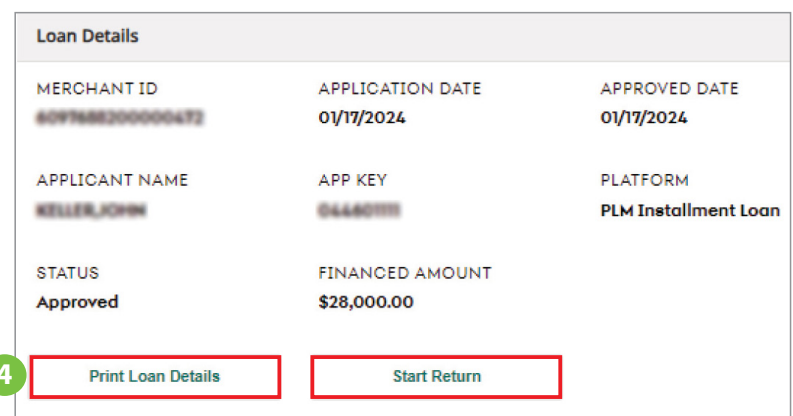 Loan Details
MERCHANT ID APPLICATION DATE APPROVED DATE
01/17/2024 01/17/2024
APPLICANT NAME APP KEY PLATFORM
PLM Installment Loan
STATUS FINANCED AMOUNT
Approved $28,000.00
4 Print Loan Details Start Return